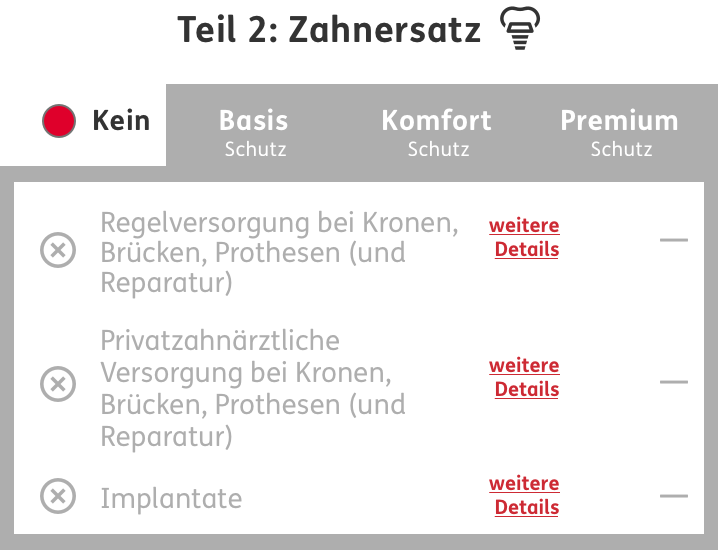 Teil 2: Zahnersatz
Kein
Basis
Schutz
Komfort
Schutz
Premium
Schutz
Regelversorgung bei Kronen,
Brücken, Prothesen (und
Reparatur)
weitere
Details
Privatzahnärztliche
Versorgung bei Kronen,
Brücken, Prothesen (und
Reparatur)
weitere
Details
Implantate
weitere
Details